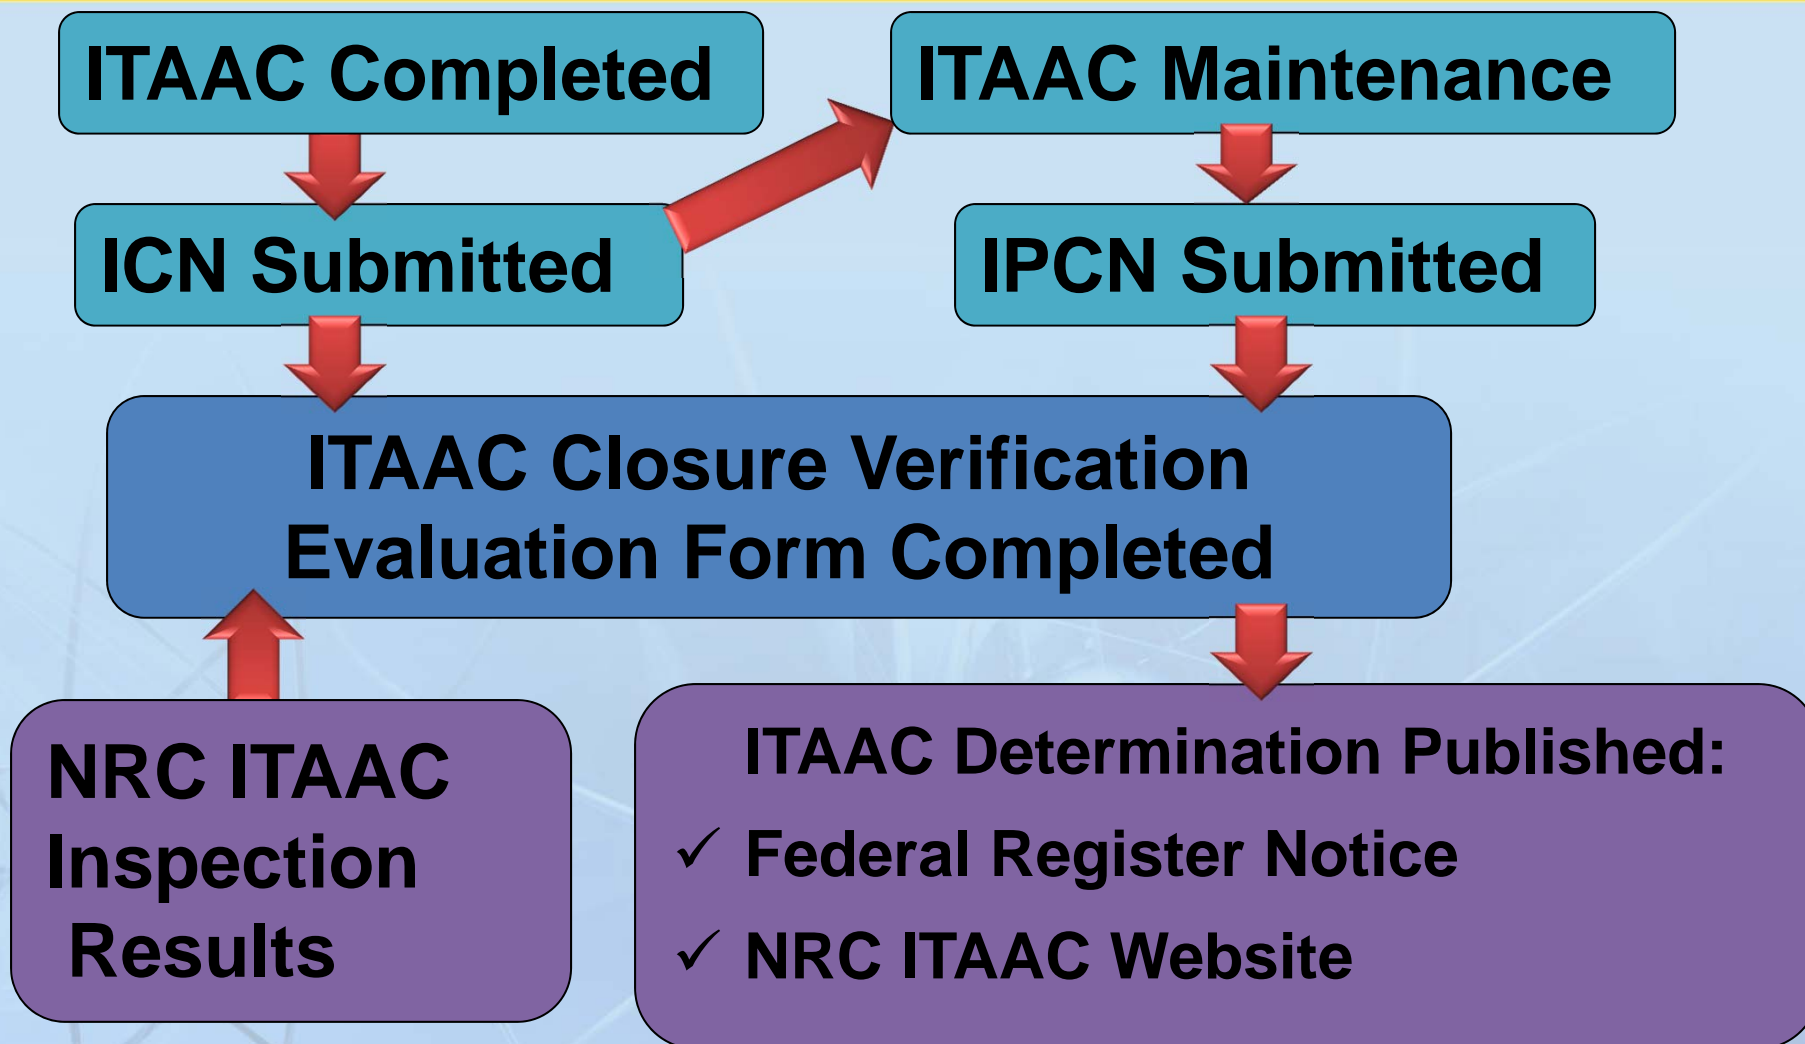 ITAAC Completed
ITAAC Maintenance
ICN Submitted
IPCN Submitted
ITAAC Closure Verification
Evaluation Form Completed
NRC ITAAC
Inspection
Results
ITAAC Determination Published:
✓ Federal Register Notice
✓ NRC ITAAC Website